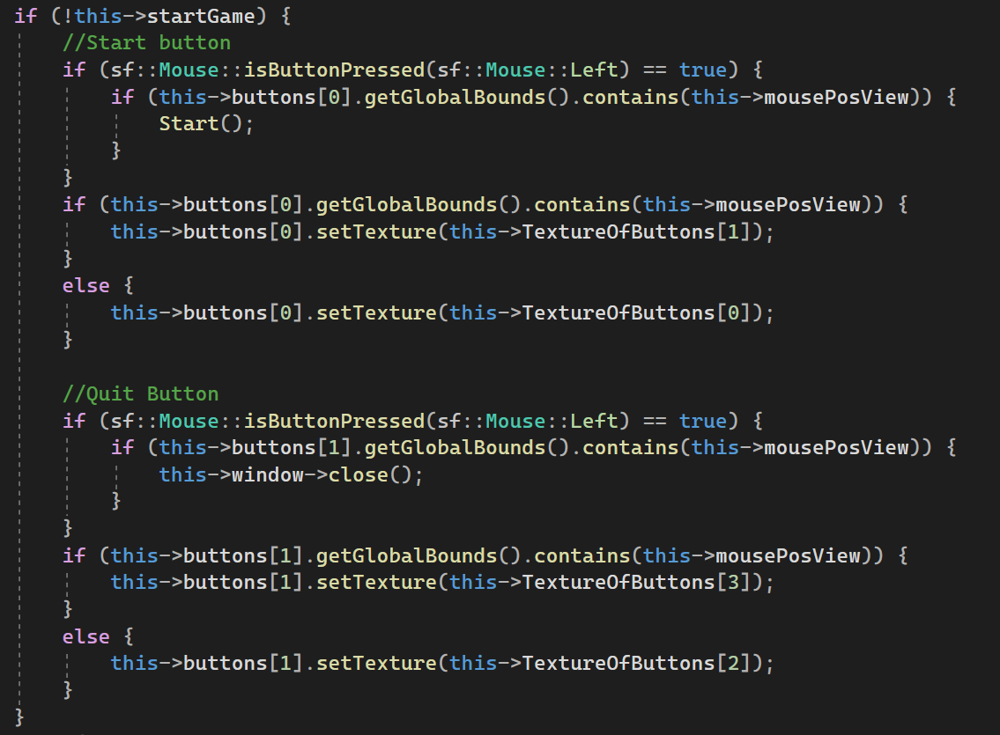 if (!this->startGame) {
    //Start button
    if (sf::Mouse::isButtonPressed(sf::Mouse::Left) == true) {
        if (this->buttons[0].getGlobalBounds().contains(this->mousePosView)) {
            Start();
        }
    }
    if (this->buttons[0].getGlobalBounds().contains(this->mousePosView)) {
        this->buttons[0].setTexture(this->TextureOfButtons[1]);
    }
    else {
        this->buttons[0].setTexture(this->TextureOfButtons[0]);
    }

    //Quit Button
    if (sf::Mouse::isButtonPressed(sf::Mouse::Left) == true) {
        if (this->buttons[1].getGlobalBounds().contains(this->mousePosView)) {
            this->window->close();
        }
    }
    if (this->buttons[1].getGlobalBounds().contains(this->mousePosView)) {
        this->buttons[1].setTexture(this->TextureOfButtons[3]);
    }
    else {
        this->buttons[1].setTexture(this->TextureOfButtons[2]);
    }
}